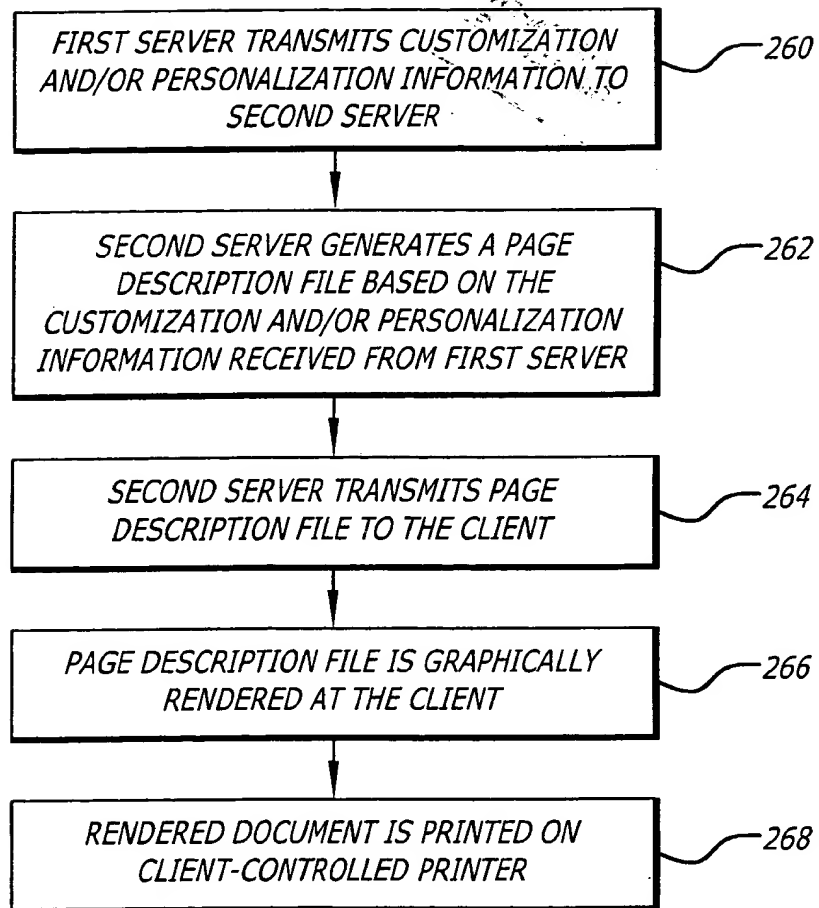 FIRST SERVER TRANSMITS CUSTOMIZATION
AND/OR PERSONALIZATION INFORMATION TO
SECOND SERVER
260
SECOND SERVER GENERATES A PAGE
DESCRIPTION FILE BASED ON THE
CUSTOMIZATION AND/OR PERSONALIZATION
INFORMATION RECEIVED FROM FIRST SERVER
262
SECOND SERVER TRANSMITS PAGE
DESCRIPTION FILE TO THE CLIENT
264
PAGE DESCRIPTION FILE IS GRAPHICALLY
RENDERED AT THE CLIENT
266
RENDERED DOCUMENT IS PRINTED ON
CLIENT-CONTROLLED PRINTER
268